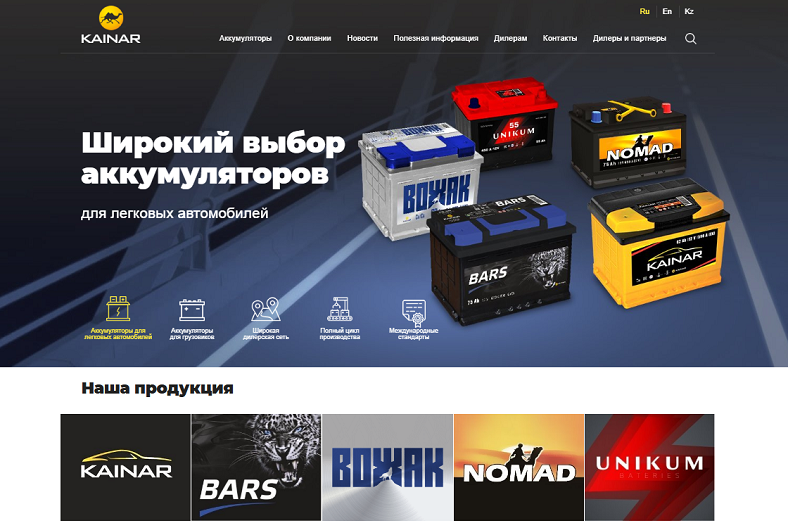 Ru En Kz
KAINAR
Аккумуляторы О компании Новости Полезная информация Дилерам Контакты Дилеры и партнеры
Широкий выбор
аккумуляторов
для легковых автомобилей
55
UNIKUM
NOMAD
ВОЖАК
BARS
BARS
KAINAR
Аккумуляторы для
легковых автомобилей
Аккумуляторы
для грузовиков
Широкая
дилерская сеть
Полный цикл
производства
Международные
стандарты
Наша продукция
KAINAR
BARS
ВОЖАК
NOMAD
UNIKUM
BATERIES